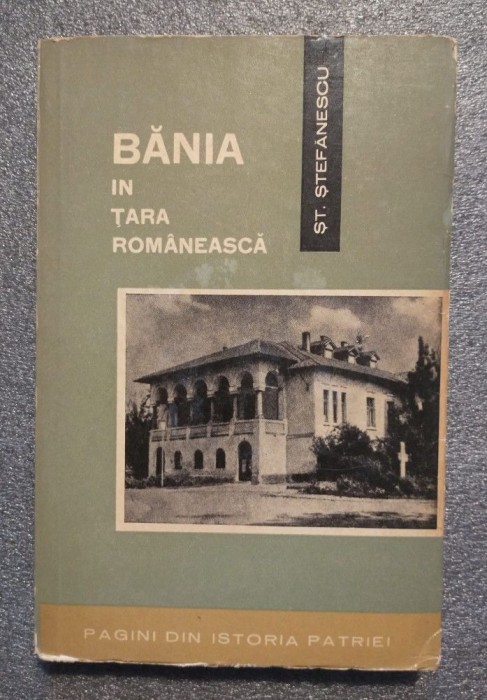 ȘT. ȘTEFĂNESCU
BĂNIA
IN
ȚARA
ROMÂNEASCĂ
PAGINI DIN ISTORIA PATRIEI